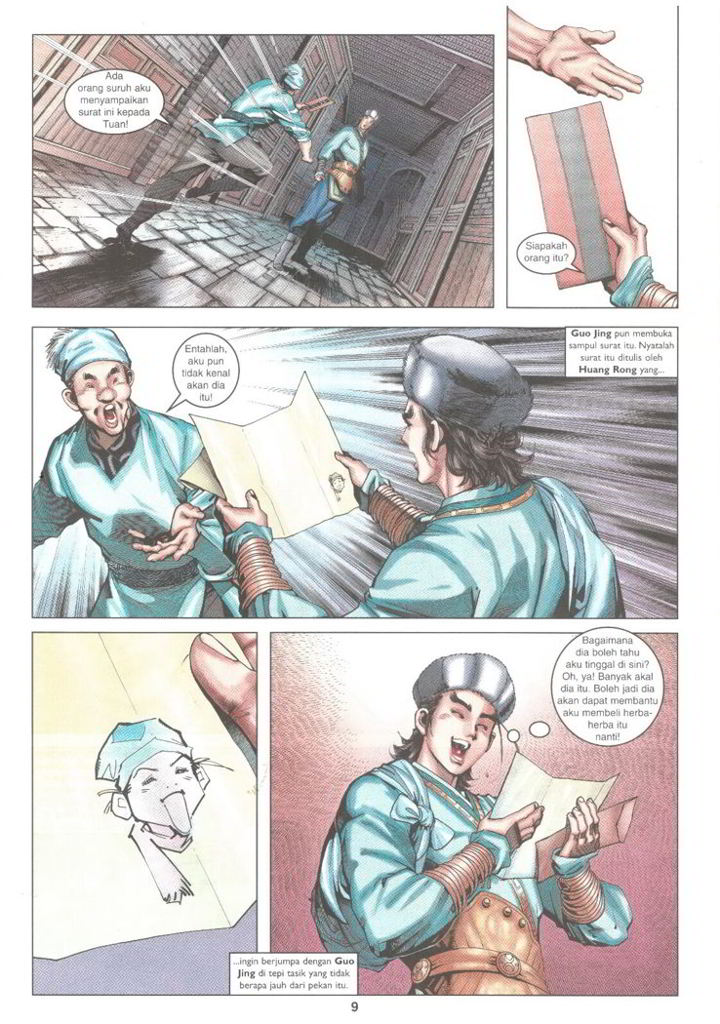 Ada
orang suruh aku
menyampaikan
surat ini kepada
Tuan!
Siapakah
orang itu?
Entahlah,
aku pun
tidak kenal
akan dia
itu!
Guo Jing pun membuka
sampul surat itu. Nyatalah
surat itu ditulis oleh
Huang Rong yang...
...ingin berjumpa dengan Guo
Jing di tepi tasik yang tidak
berapa jauh dari pekan itu.
Bagaimana
dia boleh tahu
aku tinggal di sini?
Oh, ya! Banyak akal
dia itu. Boleh jadi dia
akan dapat membantu
aku membeli herba-
herba itu
nanti!
9